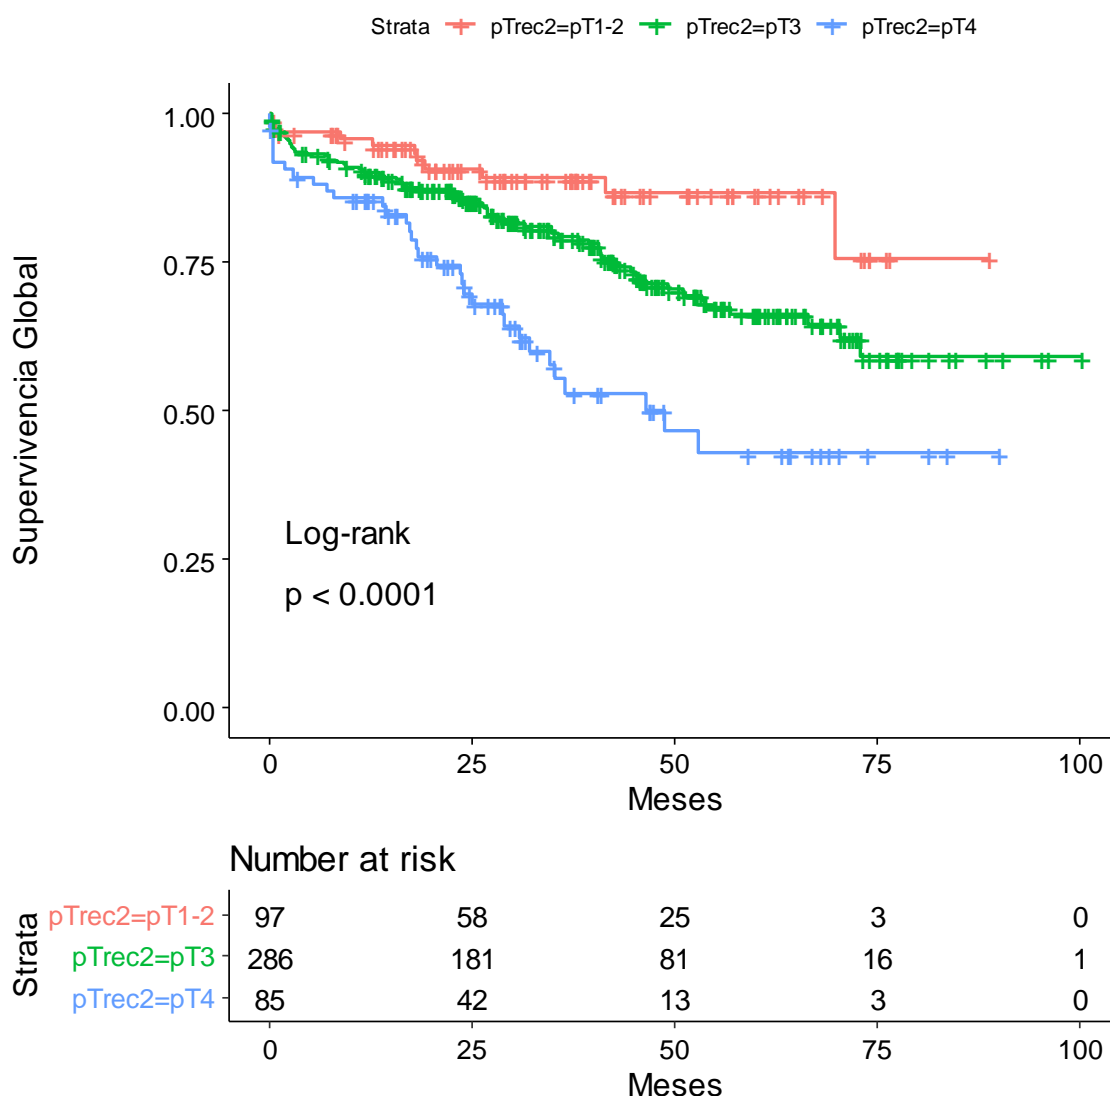 Strata pTrec2=pT1-2 pTrec2=pT3 pTrec2=pT4
Supervivencia Global
1.00
0.75
0.50
0.25
0.00
Log-rank
p < 0.0001
0 25 50 75 100
Meses
Number at risk
Strata
pTrec2=pT1-2 97 58 25 3 0
pTrec2=pT3 286 181 81 16 1
pTrec2=pT4 85 42 13 3 0
0 25 50 75 100
Meses